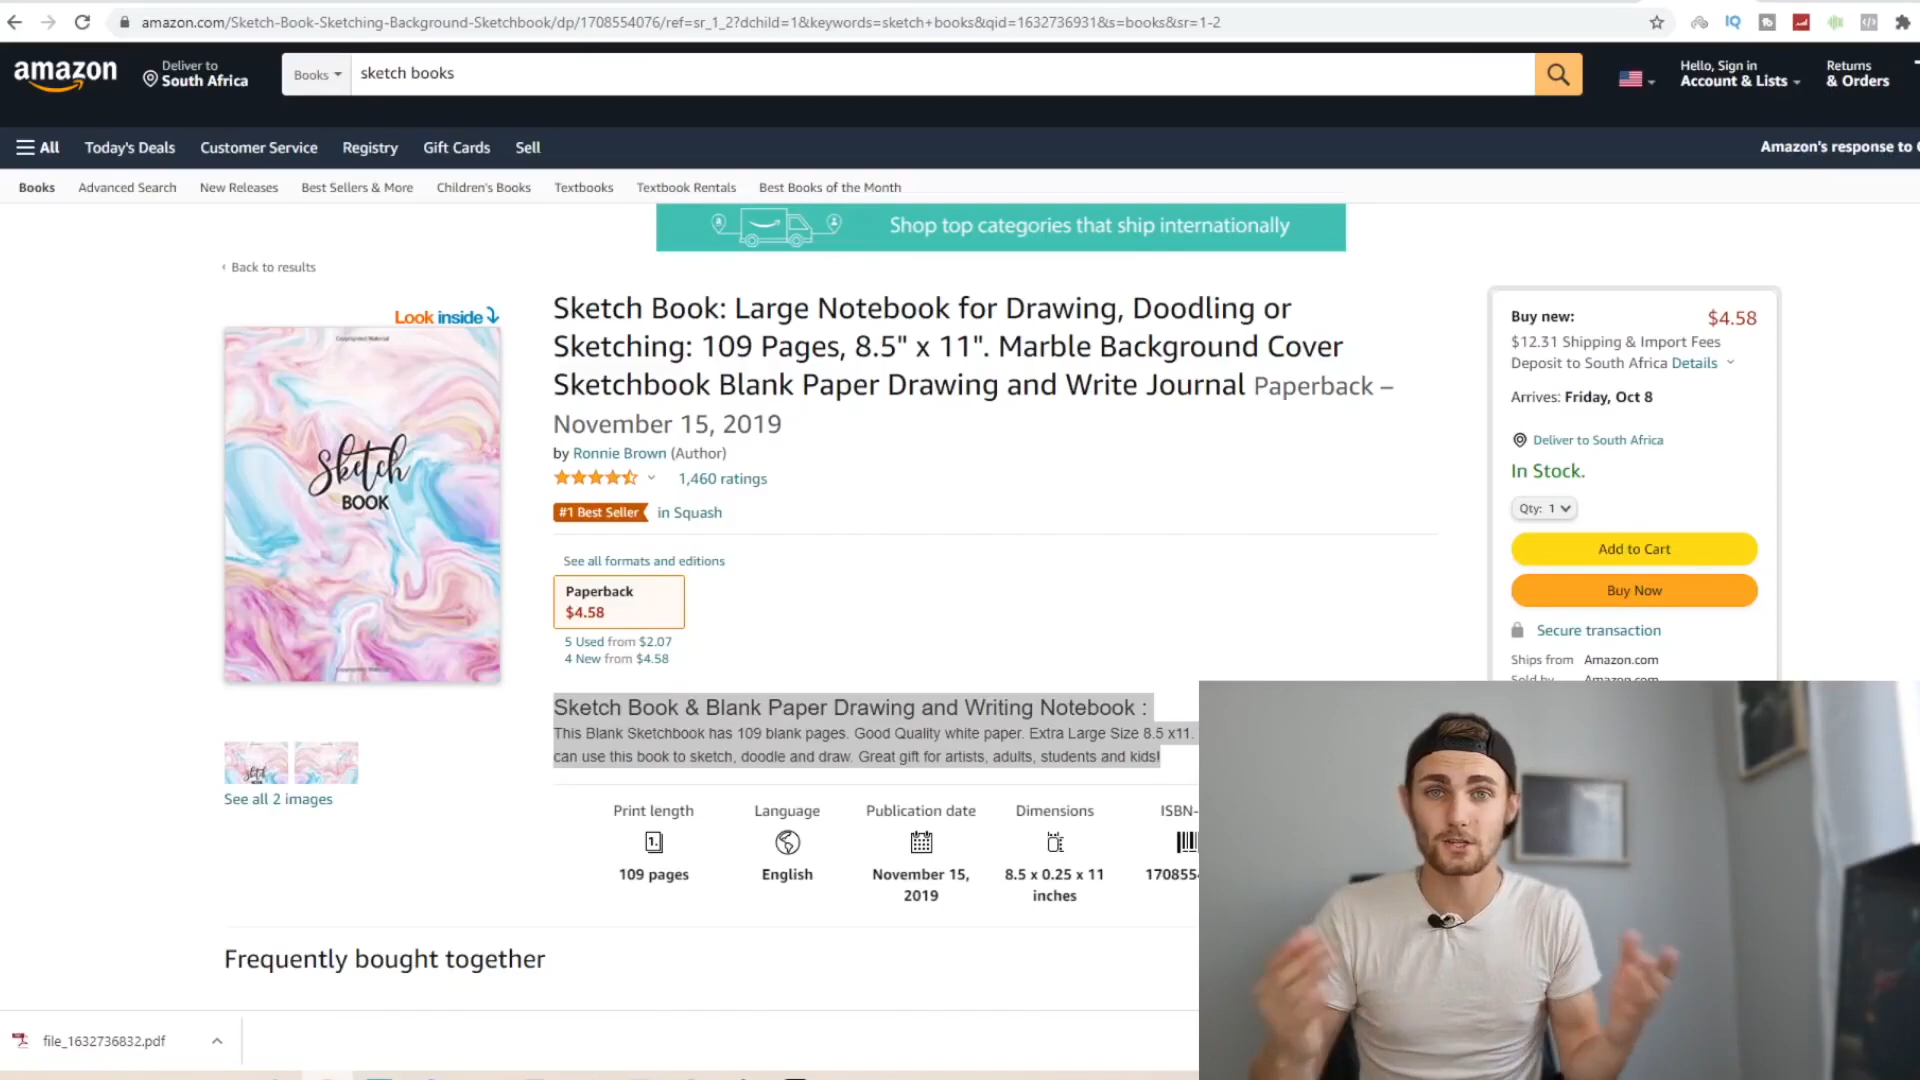 amazon.com/Sketch-Book-Sketching-Background-Sketchbook/dp/1708554076/ref=sr_1_2?dchild=1&keywords=sketch+books&qid=1632736931&s=books&sr=1-2
IQ
amazon
Deliver to
South Africa
Books
sketch books
Hello, Sign in
Account & Lists
Returns
& Orders
All
Today's Deals
Customer Service
Registry
Gift Cards
Sell
Amazon's response to
Books
Advanced Search
New Releases
Best Sellers & More
Children's Books
Textbooks
Textbook Rentals
Best Books of the Month
Shop top categories that ship internationally
‹ Back to results
Look inside
Copyrighted Material
Sketch
BOOK
Copyrighted Material
See all 2 images
Sketch Book: Large Notebook for Drawing, Doodling or
Sketching: 109 Pages, 8.5" x 11". Marble Background Cover
Sketchbook Blank Paper Drawing and Write Journal Paperback –
November 15, 2019
by Ronnie Brown (Author)
1,460 ratings
#1 Best Seller in Squash
See all formats and editions
Paperback
$4.58
5 Used from $2.07
4 New from $4.58
Sketch Book & Blank Paper Drawing and Writing Notebook :
This Blank Sketchbook has 109 blank pages. Good Quality white paper. Extra Large Size 8.5 x11.
can use this book to sketch, doodle and draw. Great gift for artists, adults, students and kids!
Print length
109 pages
Language
English
Publication date
November 15,
2019
Dimensions
8.5 x 0.25 x 11
inches
ISBN-
170855
Buy new: $4.58
$12.31 Shipping & Import Fees
Deposit to South Africa Details
Arrives: Friday, Oct 8
Deliver to South Africa
In Stock.
Qty: 1
Add to Cart
Buy Now
Secure transaction
Ships from Amazon.com
Sold by Amazon.com
Frequently bought together
file_1632736832.pdf